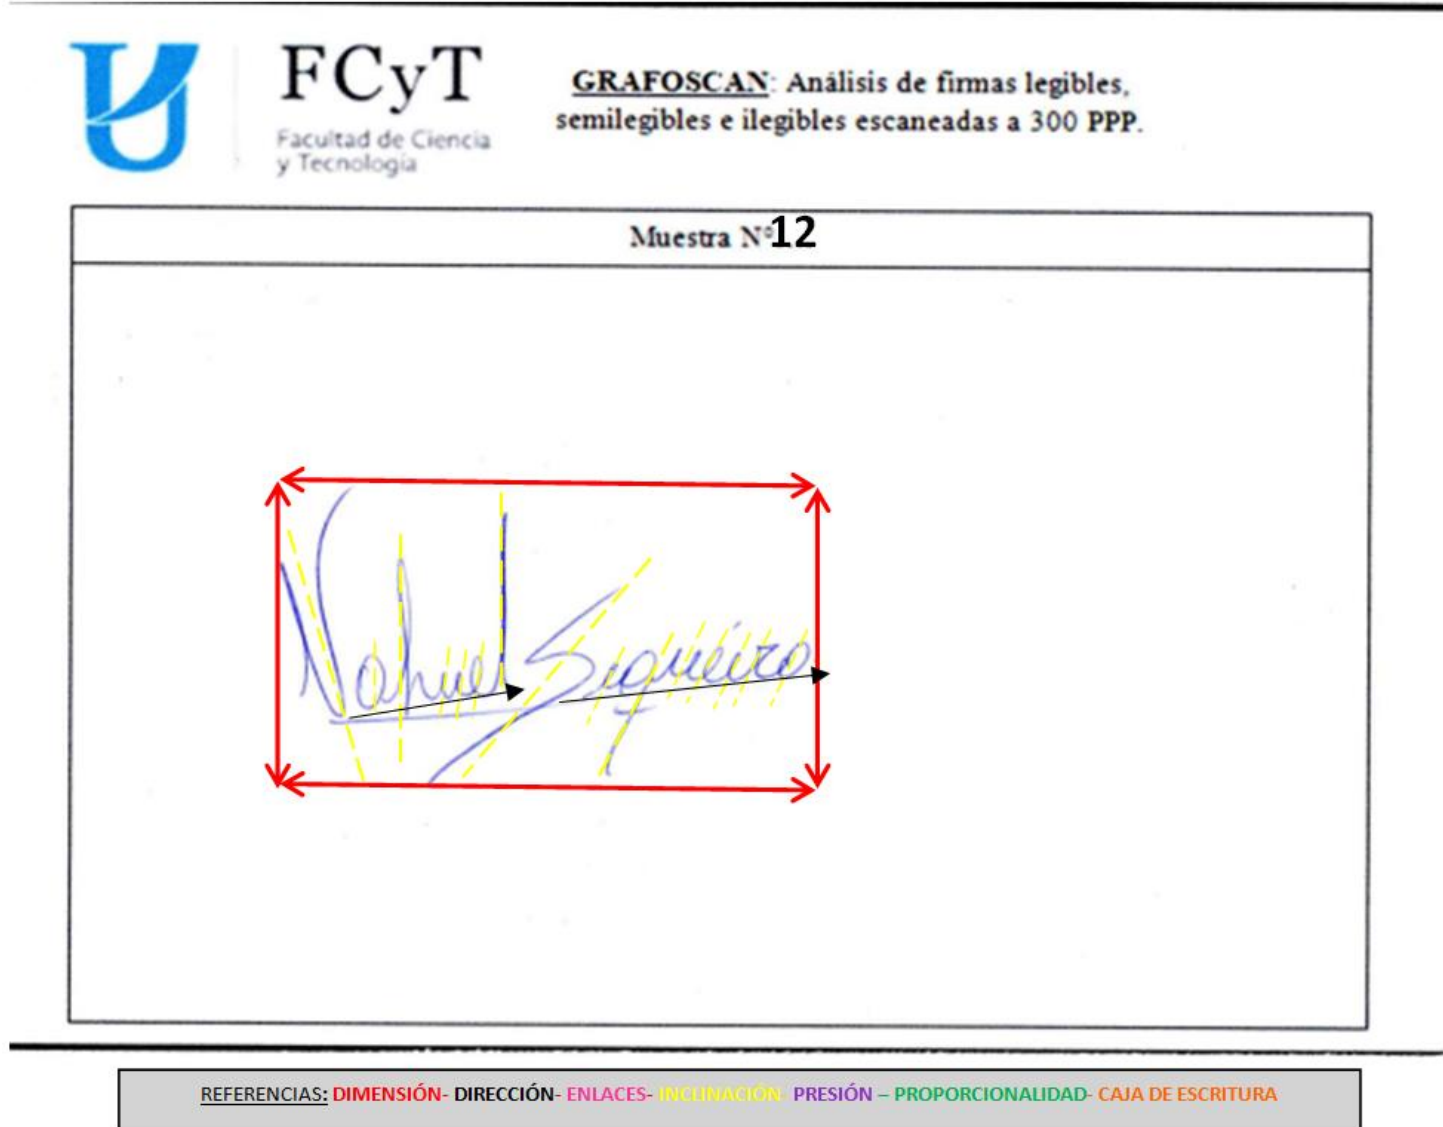 FCyT
Facultad de Ciencia
y Tecnología
GRAFOSCAN: Análisis de firmas legibles,
semilegibles e ilegibles escaneadas a 300 PPP.
Muestra N° 12
Nahuel Siqueiro
REFERENCIAS: DIMENSIÓN- DIRECCIÓN- ENLACES- INCLINACIÓN- PRESIÓN – PROPORCIONALIDAD- CAJA DE ESCRITURA